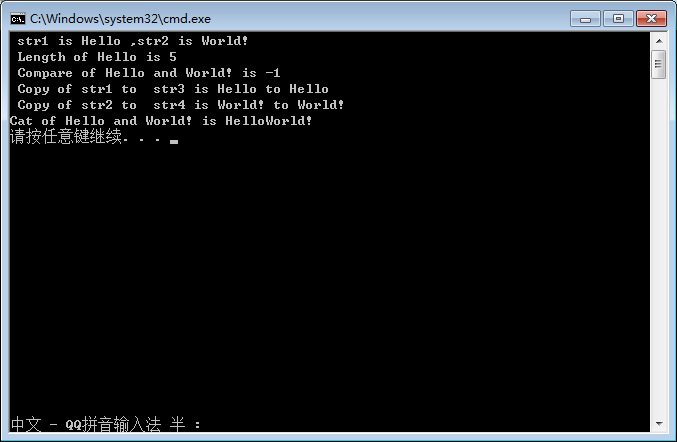 C:\Windows\system32\cmd.exe
str1 is Hello ,str2 is World!
Length of Hello is 5
Compare of Hello and World! is -1
Copy of str1 to  str3 is Hello to Hello
Copy of str2 to  str4 is World! to World!
Cat of Hello and World! is HelloWorld!
请按任意键继续. . .
中文 - QQ拼音输入法 半 :